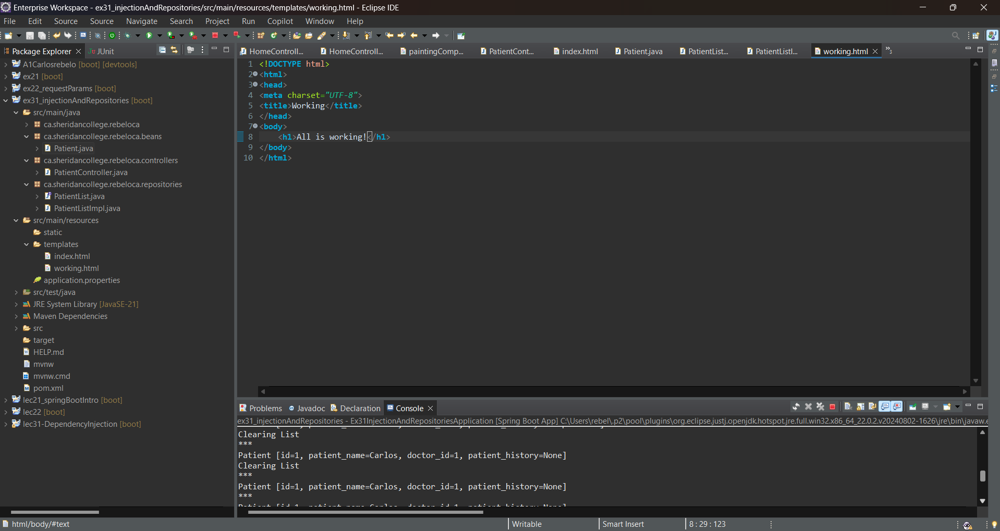 Enterprise Workspace - ex31_injectionAndRepositories/src/main/resources/templates/working.html - Eclipse IDE
File Edit Source Source Navigate Search Project Run Copilot Window Help
Package Explorer JUnit
A1Carlosrebelo [boot] [devtools]
ex21 [boot]
ex22_requestParams [boot]
ex31_injectionAndRepositories [boot]
src/main/java
ca.sheridancollege.rebeloca
ca.sheridancollege.rebeloca.beans
Patient.java
ca.sheridancollege.rebeloca.controllers
PatientController.java
ca.sheridancollege.rebeloca.repositories
PatientList.java
PatientListImpl.java
src/main/resources
static
templates
index.html
working.html
application.properties
src/test/java
JRE System Library [JavaSE-21]
Maven Dependencies
src
target
HELP.md
mvnw
mvnw.cmd
pom.xml
lec21_springBootIntro [boot]
lec22 [boot]
lec31-DependencyInjection [boot]
HomeControll... HomeControll... paintingComp... PatientCont... index.html Patient.java PatientList... PatientListI... working.html »3
1 <!DOCTYPE html>
2 <html>
3 <head>
4 <meta charset="UTF-8">
5 <title>Working</title>
6 </head>
7 <body>
8     <h1>All is working!</h1>
9 </body>
10 </html>
Problems Javadoc Declaration Console
ex31_injectionAndRepositories - Ex31InjectionAndRepositoriesApplication [Spring Boot App] C:\Users\rebel\.p2\pool\plugins\org.eclipse.justj.openjdk.hotspot.jre.full.win32.x86_64_22.0.2.v20240802-1626\jre\bin\javaw.e
Clearing List
***
Patient [id=1, patient_name=Carlos, doctor_id=1, patient_history=None]
Clearing List
***
Patient [id=1, patient_name=Carlos, doctor_id=1, patient_history=None]
***
html/body/#text Writable Smart Insert 8 : 29 : 123